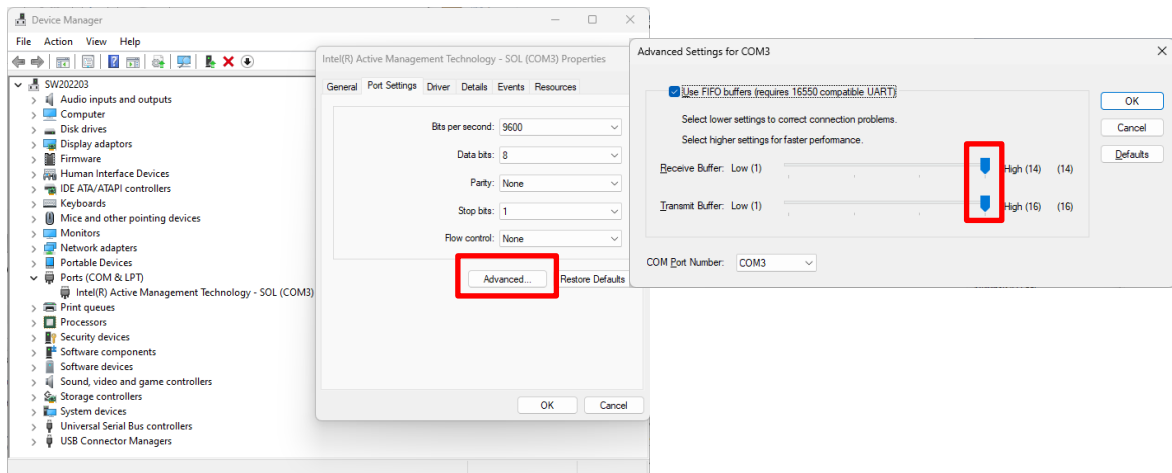 Device Manager
File Action View Help
SW202203
Audio inputs and outputs
Computer
Disk drives
Display adaptors
Firmware
Human Interface Devices
IDE ATA/ATAPI controllers
Keyboards
Mice and other pointing devices
Monitors
Network adapters
Portable Devices
Ports (COM & LPT)
Intel(R) Active Management Technology - SOL (COM3)
Print queues
Processors
Security devices
Software components
Software devices
Sound, video and game controllers
Storage controllers
System devices
Universal Serial Bus controllers
USB Connector Managers
Intel(R) Active Management Technology - SOL (COM3) Properties
General Port Settings Driver Details Events Resources
Bits per second: 9600
Data bits: 8
Parity: None
Stop bits: 1
Flow control: None
Advanced... Restore Defaults
OK Cancel
Advanced Settings for COM3
Use FIFO buffers (requires 16550 compatible UART)
OK
Select lower settings to correct connection problems.
Cancel
Select higher settings for faster performance.
Defaults
Receive Buffer: Low (1) High (14) (14)
Transmit Buffer: Low (1) High (16) (16)
COM Port Number: COM3